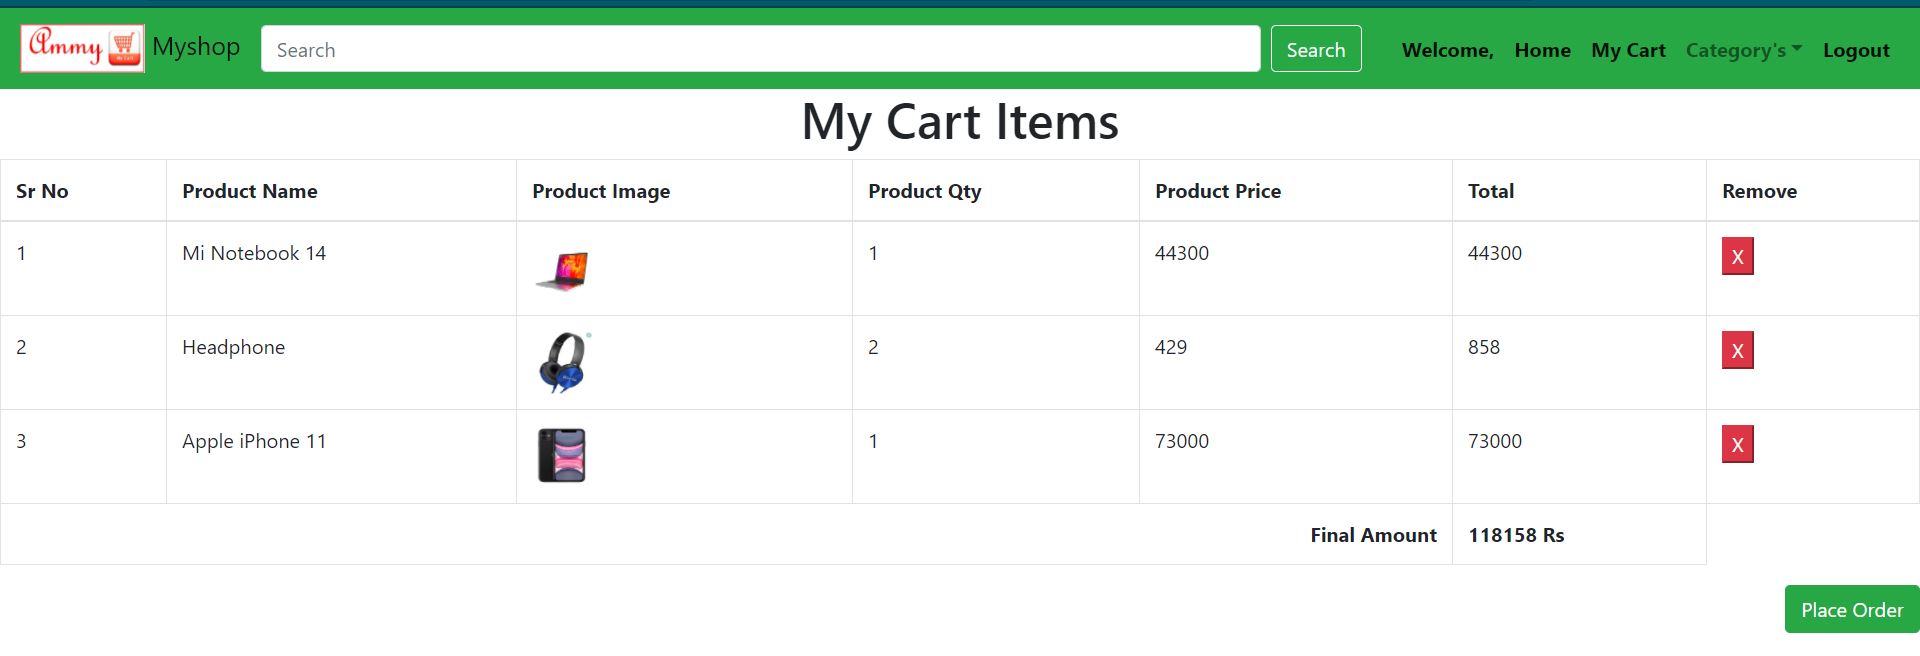 Ammy My Cart Myshop Search Search Welcome, Home My Cart Category's Logout
My Cart Items
Sr No Product Name Product Image Product Qty Product Price Total Remove
1 Mi Notebook 14 1 44300 44300 X
2 Headphone 2 429 858 X
3 Apple iPhone 11 1 73000 73000 X
Final Amount 118158 Rs
Place Order